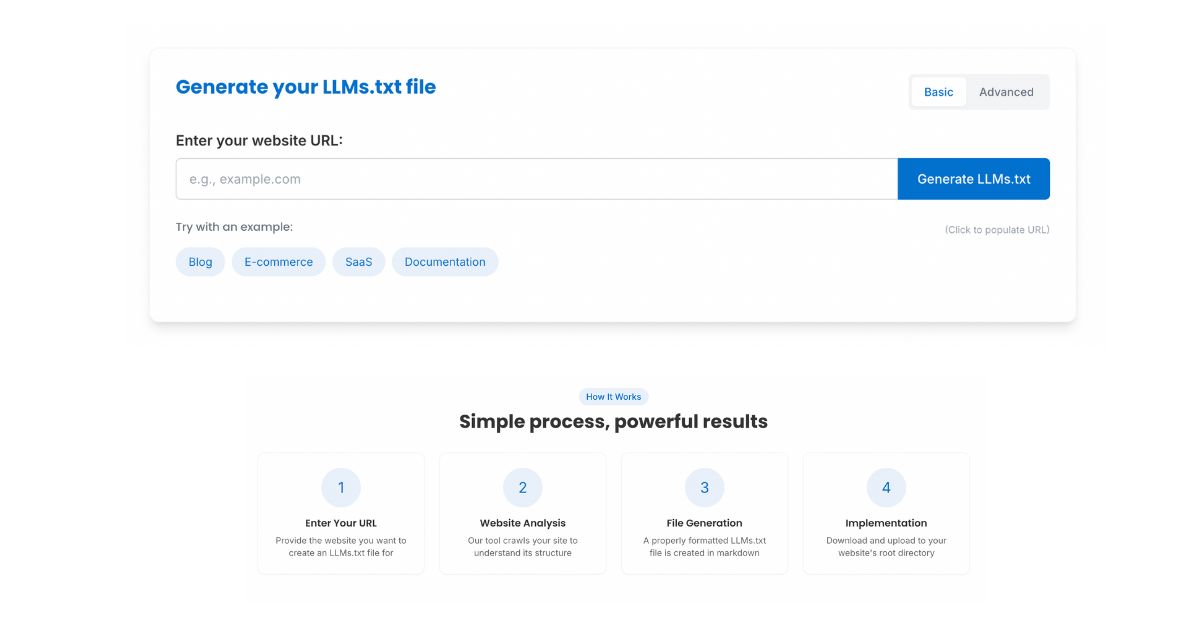 Generate your LLMs.txt file
Basic
Advanced
Enter your website URL:
e.g., example.com
Generate LLMs.txt
Try with an example:
(Click to populate URL)
Blog
E-commerce
SaaS
Documentation
How It Works
Simple process, powerful results
1
Enter Your URL
Provide the website you want to
create an LLMs.txt file for
2
Website Analysis
Our tool crawls your site to
understand its structure
3
File Generation
A properly formatted LLMs.txt
file is created in markdown
4
Implementation
Download and upload to your
website's root directory